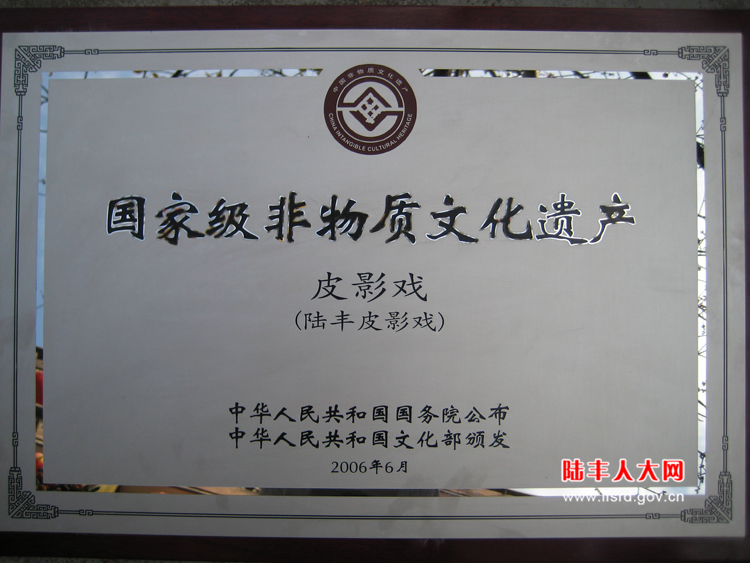 中国非物质文化遗产
CHINA INTANGIBLE CULTURAL HERITAGE
国家级非物质文化遗产
皮影戏
(陆丰皮影戏)
中华人民共和国国务院公布
中华人民共和国文化部颁发
2006年6月
陆丰人大网
www.lfsrd.gov.cn